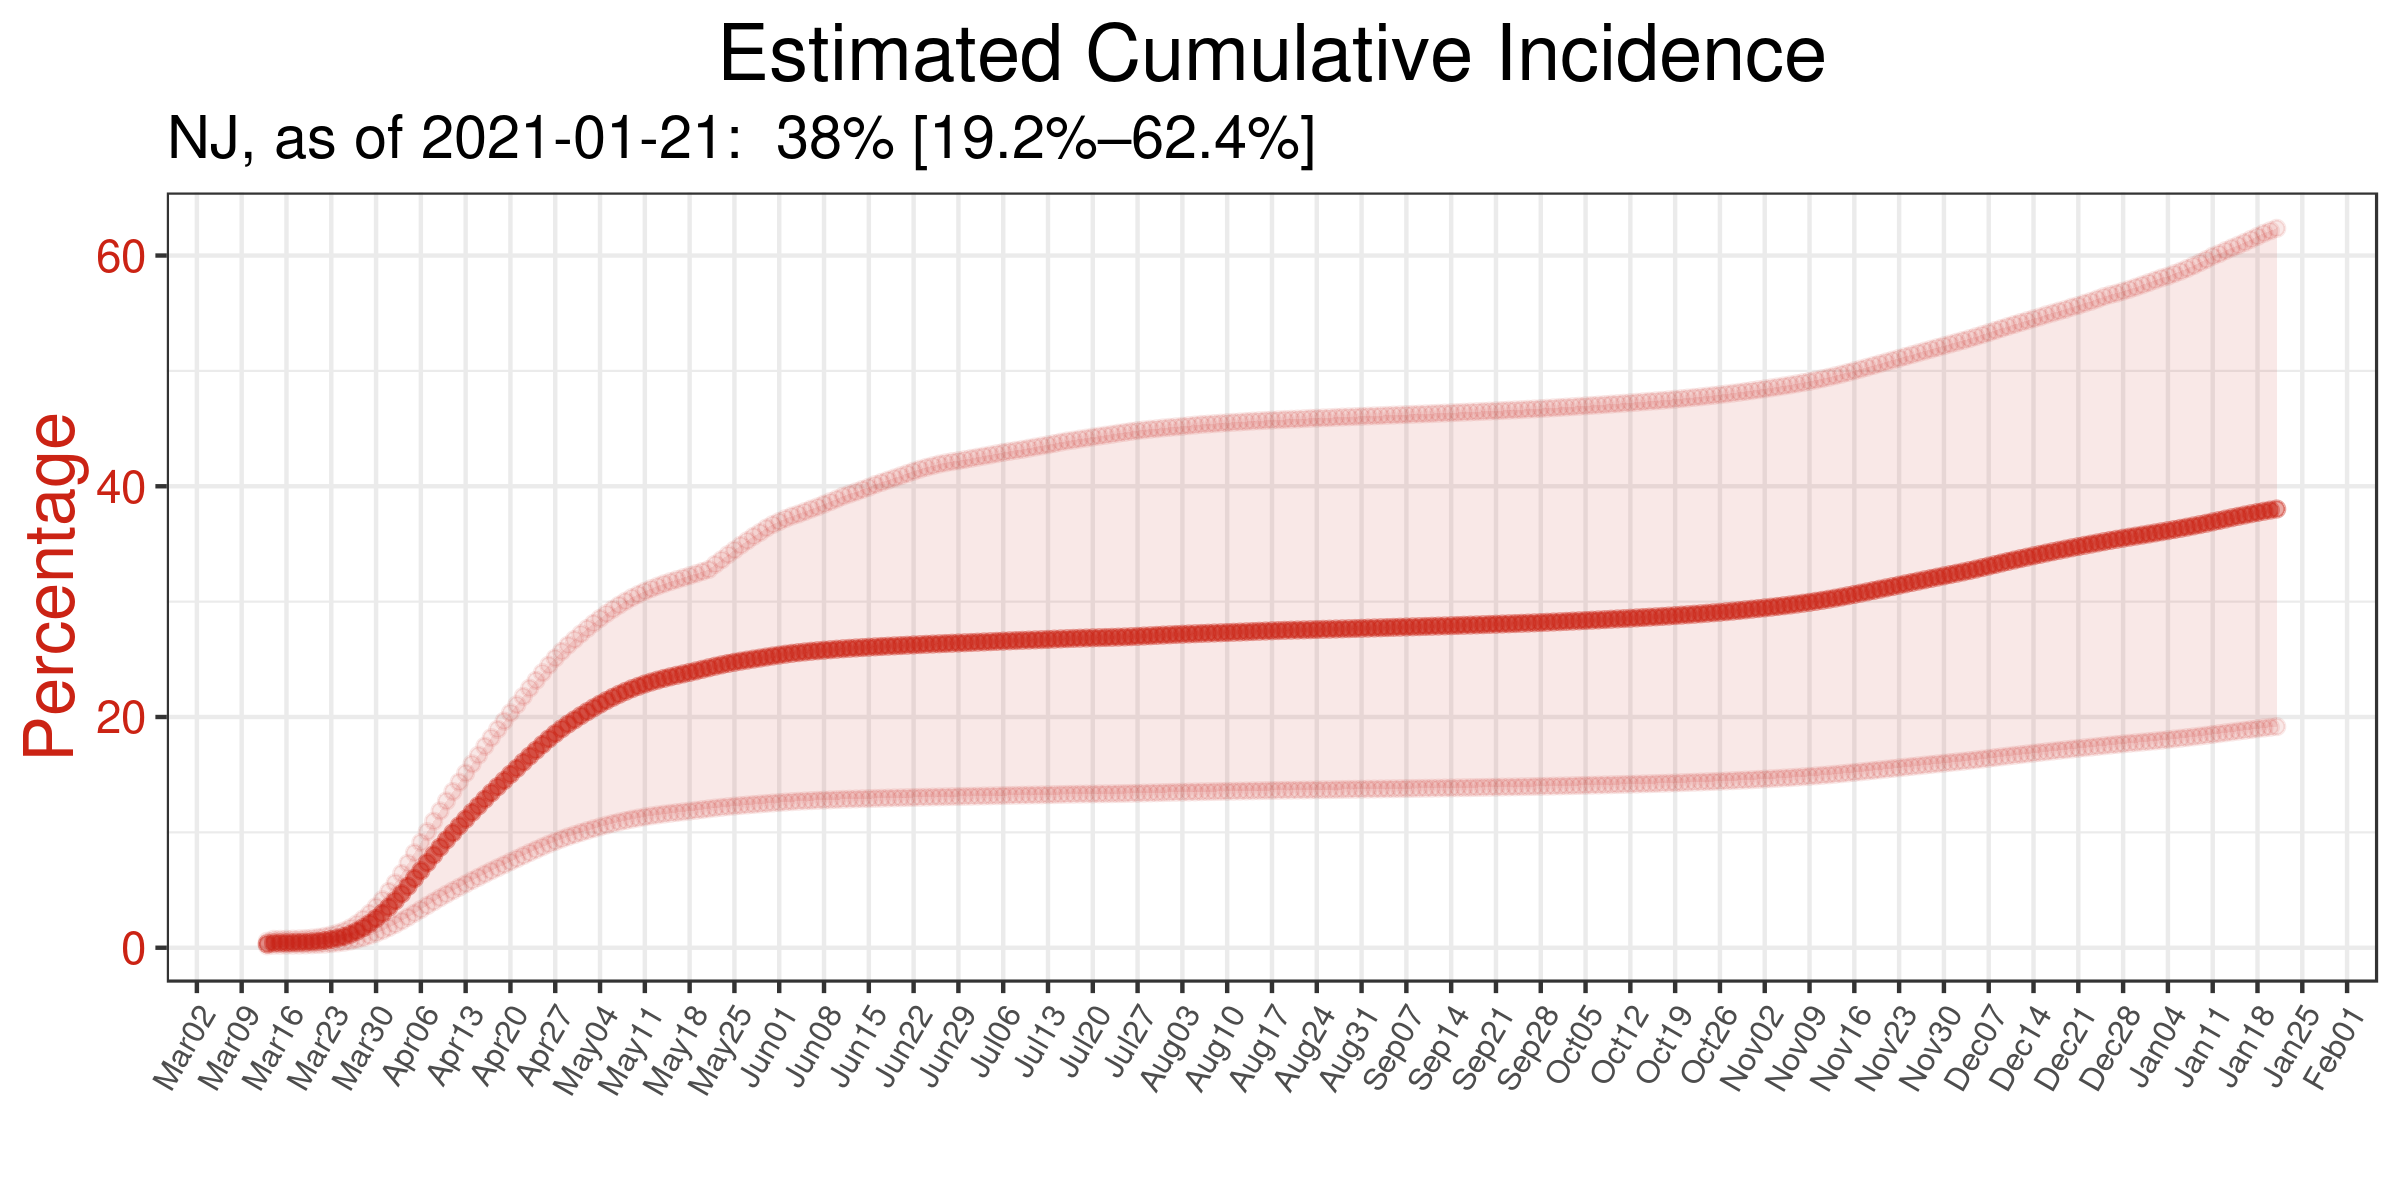 Estimated Cumulative Incidence
NJ, as of 2021-01-21:  38% [19.2%–62.4%]
Percentage
60
40
20
0
Mar02
Mar09
Mar16
Mar23
Mar30
Apr06
Apr13
Apr20
Apr27
May04
May11
May18
May25
Jun01
Jun08
Jun15
Jun22
Jun29
Jul06
Jul13
Jul20
Jul27
Aug03
Aug10
Aug17
Aug24
Aug31
Sep07
Sep14
Sep21
Sep28
Oct05
Oct12
Oct19
Oct26
Nov02
Nov09
Nov16
Nov23
Nov30
Dec07
Dec14
Dec21
Dec28
Jan04
Jan11
Jan18
Jan25
Feb01